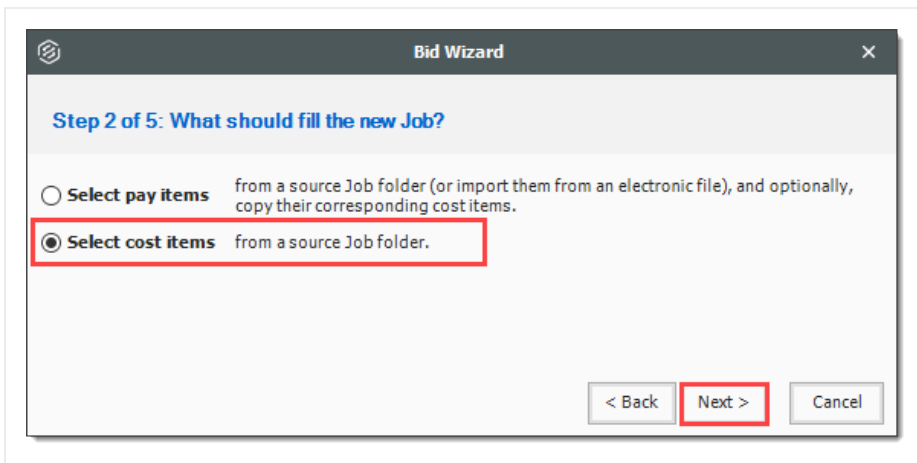 Bid Wizard
Step 2 of 5: What should fill the new Job?
Select pay items from a source Job folder (or import them from an electronic file), and optionally,
copy their corresponding cost items.
Select cost items from a source Job folder.
< Back Next > Cancel